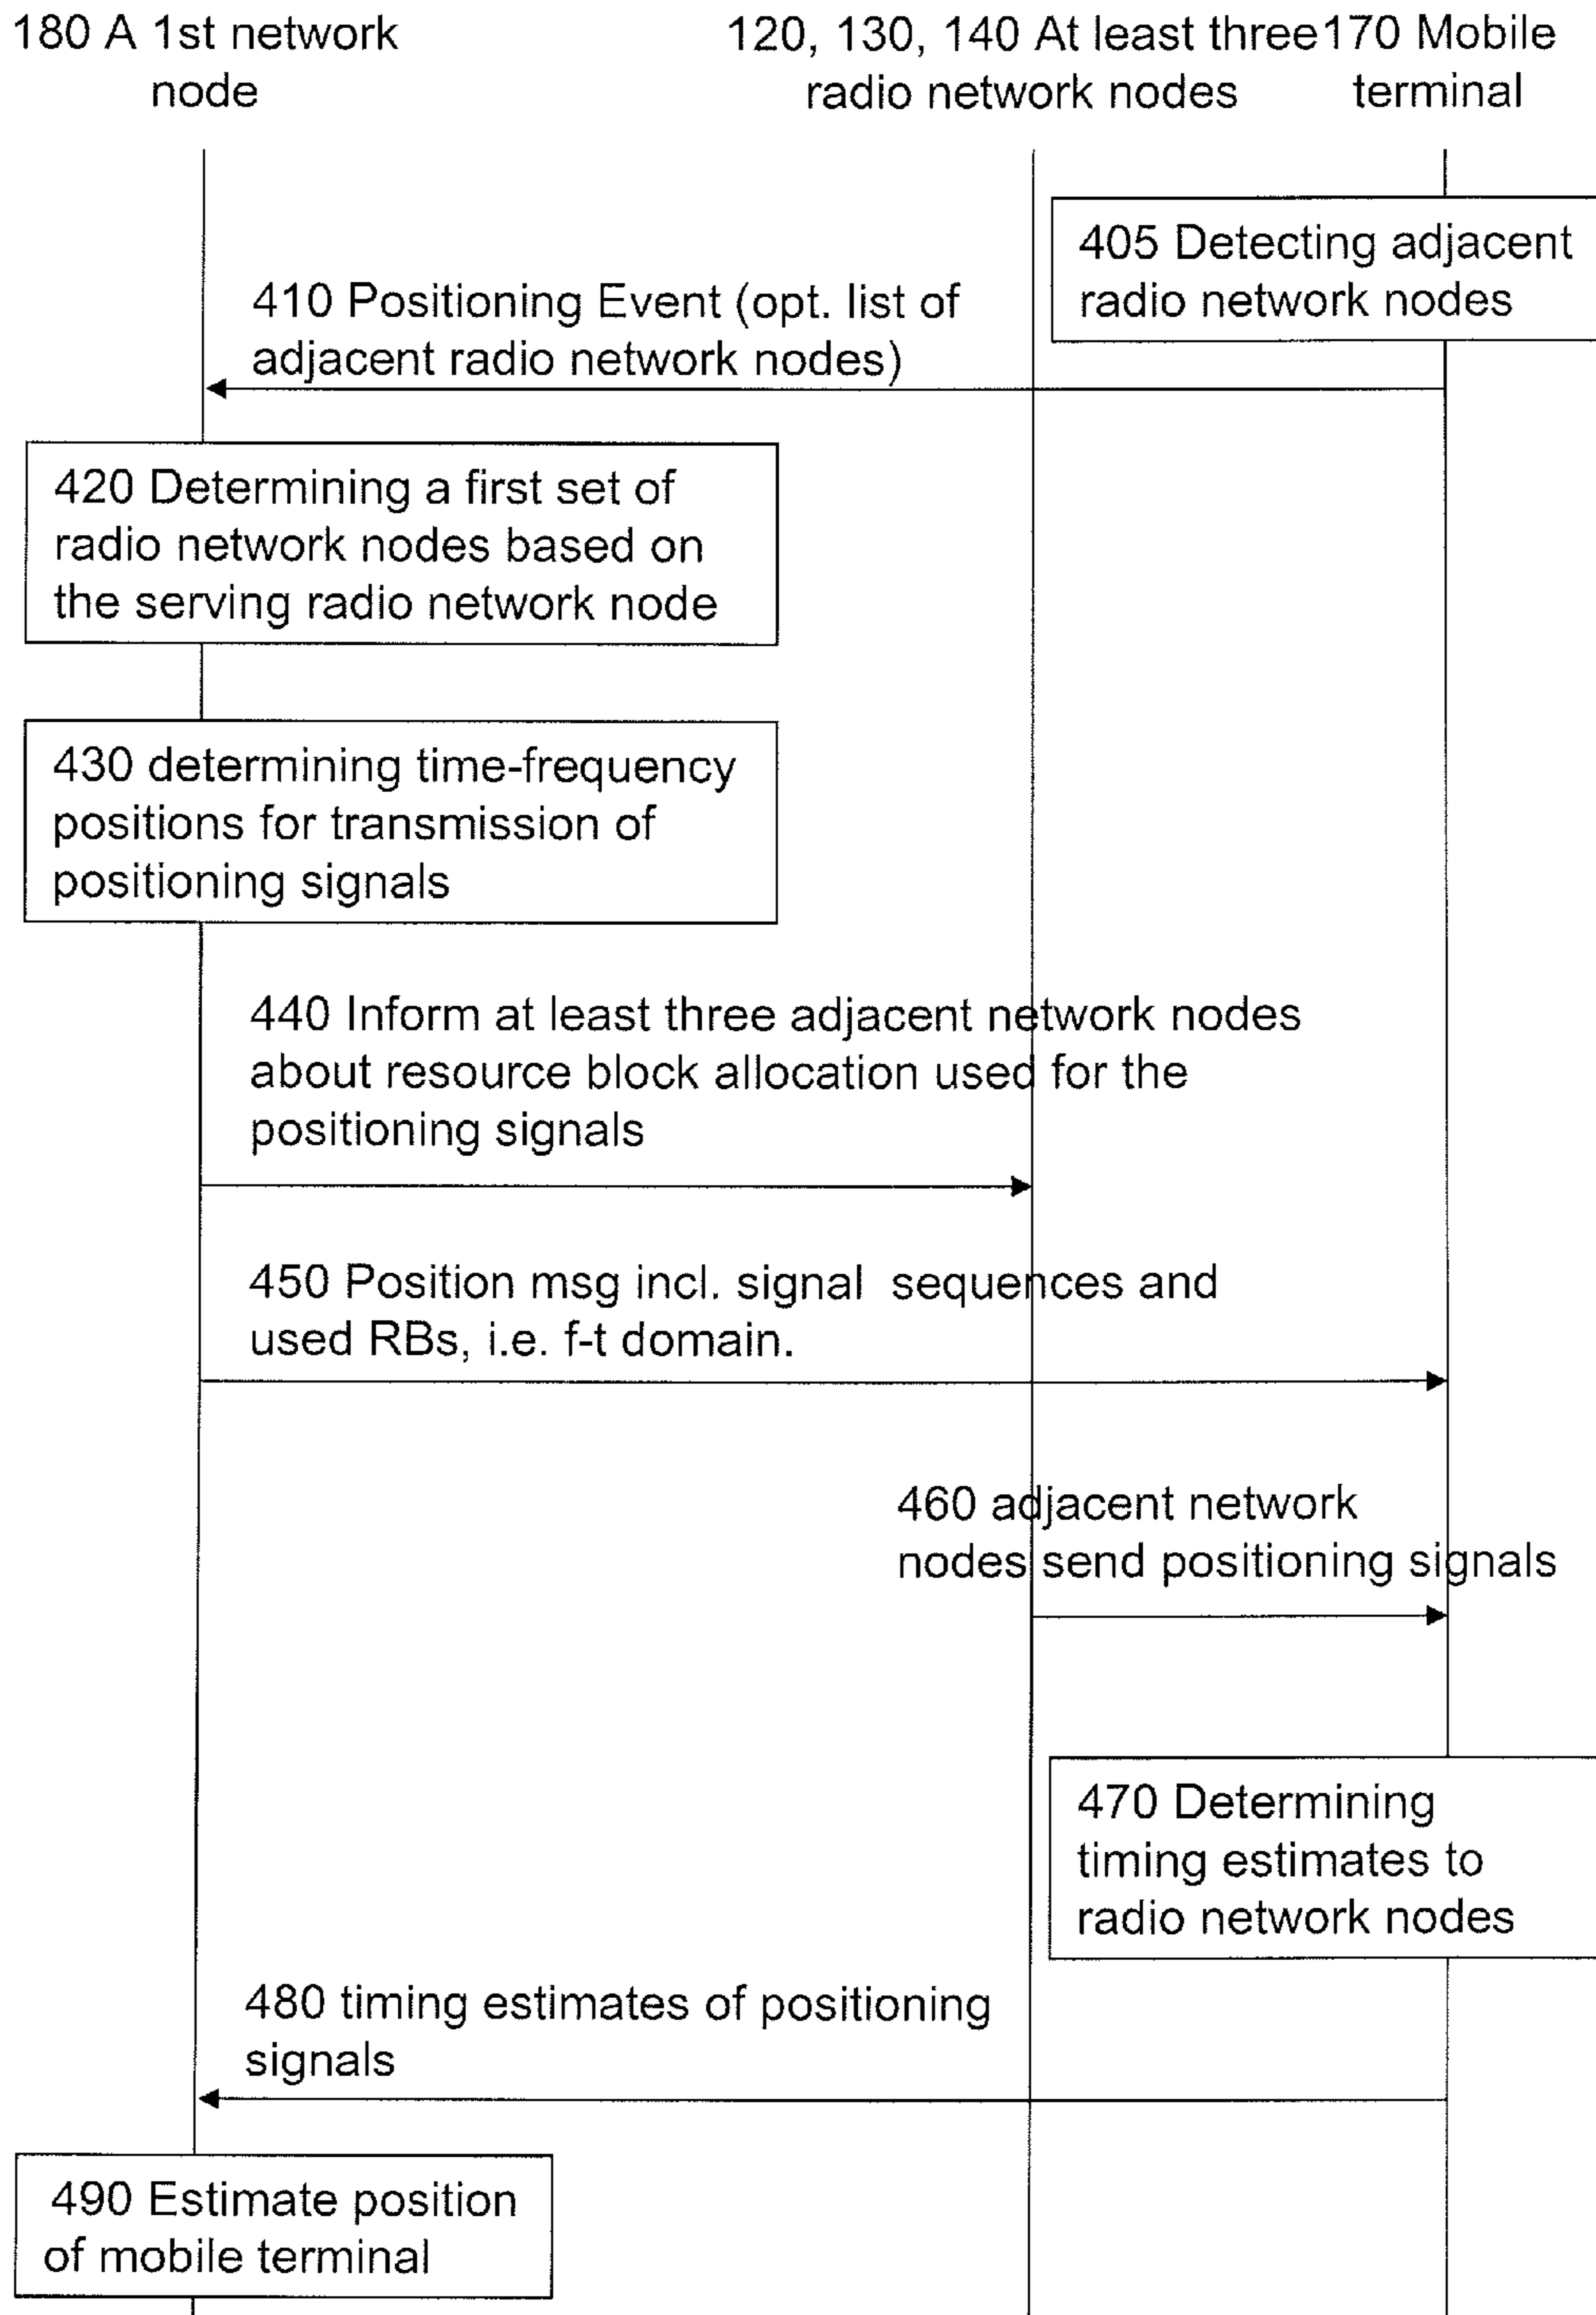 180 A 1st network
node
120, 130, 140 At least three
radio network nodes
170 Mobile
terminal
405 Detecting adjacent
radio network nodes
410 Positioning Event (opt. list of
adjacent radio network nodes)
420 Determining a first set of
radio network nodes based on
the serving radio network node
430 determining time-frequency
positions for transmission of
positioning signals
440 Inform at least three adjacent network nodes
about resource block allocation used for the
positioning signals
450 Position msg incl. signal sequences and
used RBs, i.e. f-t domain.
460 adjacent network
nodes send positioning signals
470 Determining
timing estimates to
radio network nodes
480 timing estimates of positioning
signals
490 Estimate position
of mobile terminal